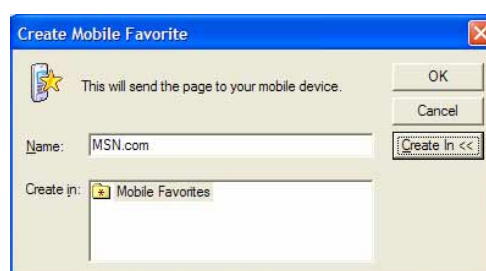 Create Mobile Favorite
This will send the page to your mobile device.
OK
Cancel
Name: MSN.com
Create In <<
Create in: Mobile Favorites